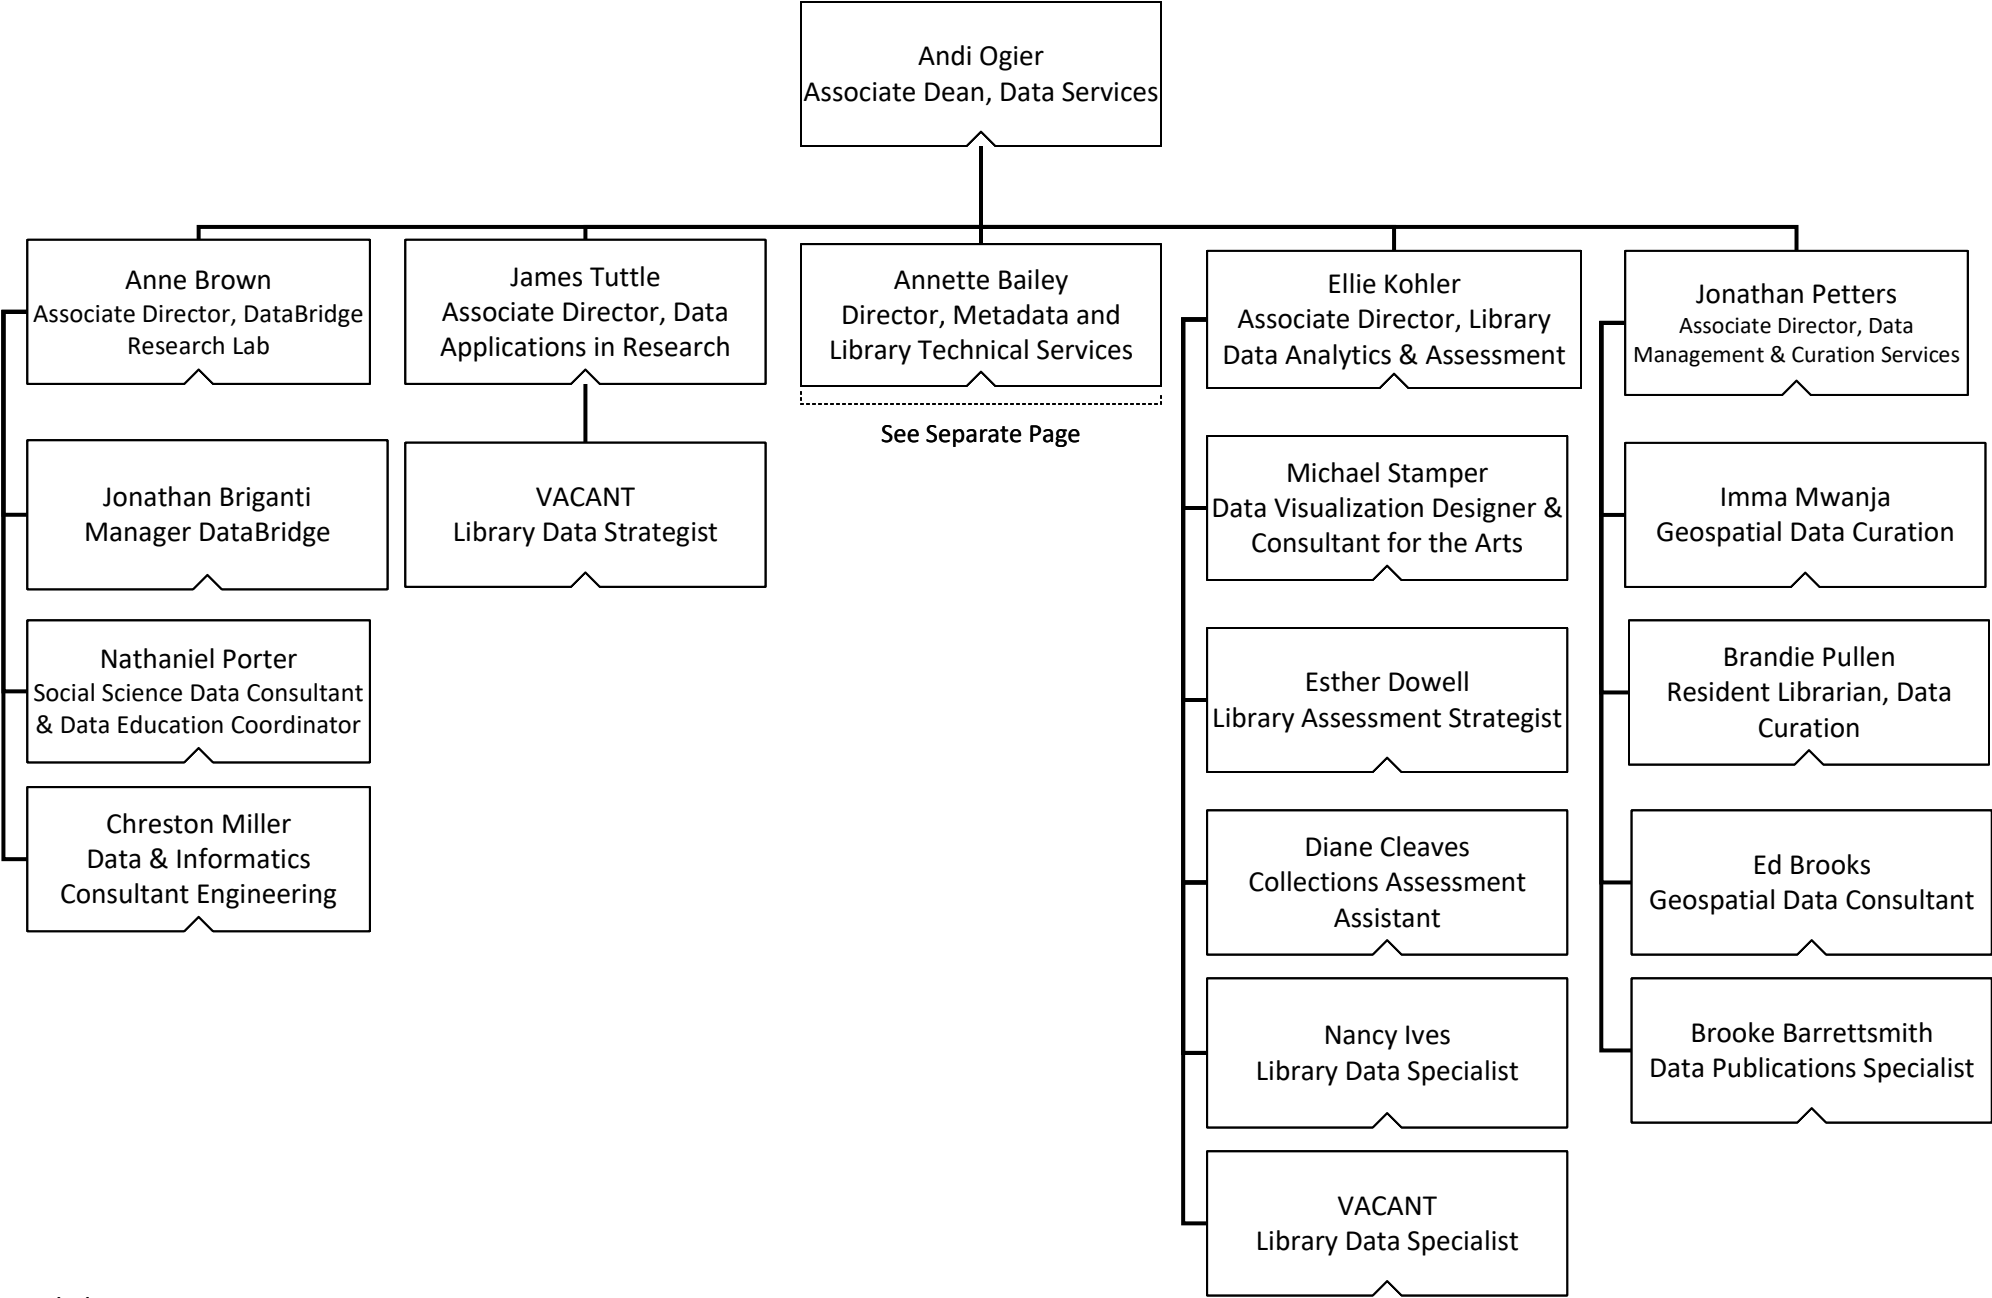 Andi Ogier
Associate Dean, Data Services
Anne Brown
Associate Director, DataBridge
Research Lab
James Tuttle
Associate Director, Data
Applications in Research
Annette Bailey
Director, Metadata and
Library Technical Services
See Separate Page
Ellie Kohler
Associate Director, Library
Data Analytics & Assessment
Jonathan Petters
Associate Director, Data
Management & Curation Services
Jonathan Briganti
Manager DataBridge
Nathaniel Porter
Social Science Data Consultant
& Data Education Coordinator
Chreston Miller
Data & Informatics
Consultant Engineering
VACANT
Library Data Strategist
Michael Stamper
Data Visualization Designer &
Consultant for the Arts
Esther Dowell
Library Assessment Strategist
Diane Cleaves
Collections Assessment
Assistant
Nancy Ives
Library Data Specialist
VACANT
Library Data Specialist
Imma Mwanja
Geospatial Data Curation
Brandie Pullen
Resident Librarian, Data
Curation
Ed Brooks
Geospatial Data Consultant
Brooke Barrettsmith
Data Publications Specialist